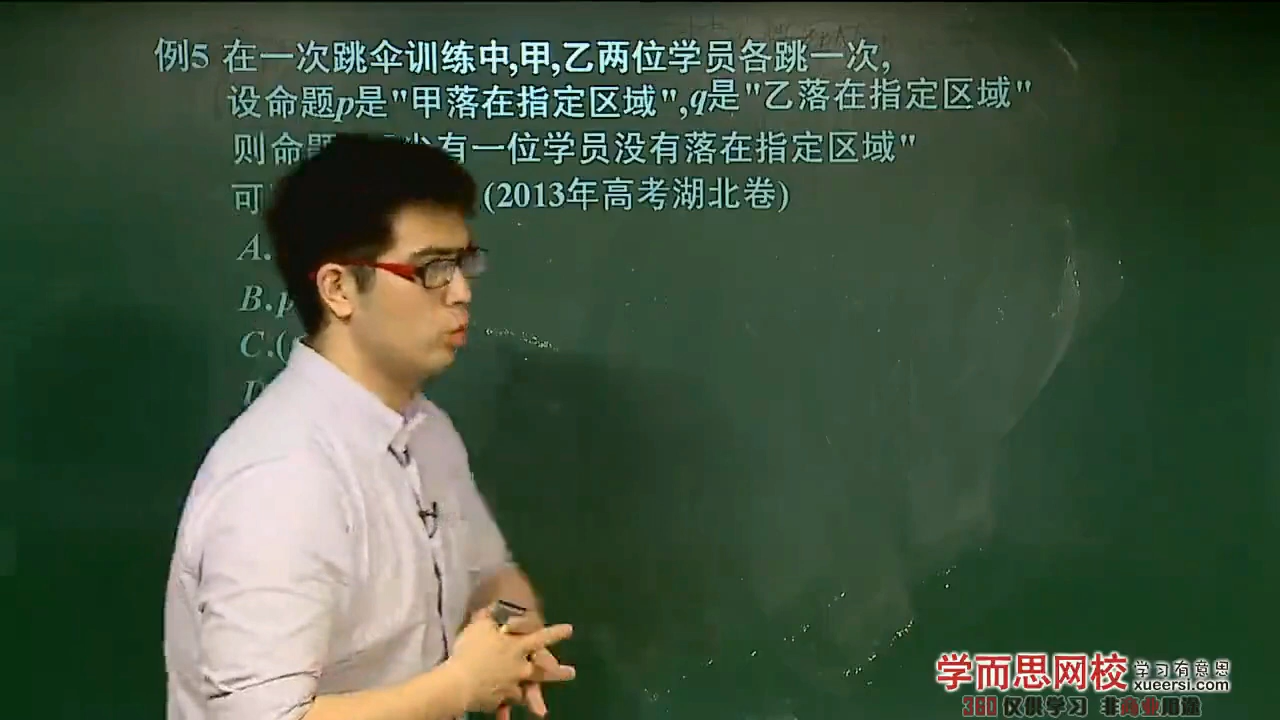 例5 在一次跳伞训练中,甲,乙两位学员各跳一次,
设命题p是"甲落在指定区域",q是"乙落在指定区域"
则命题 有一位学员没有落在指定区域"
可 (2013年高考湖北卷)
A.
B.p
C.(
D
学而思网校 学习有意思
xueersi.com
360 仅供学习 非商业用途